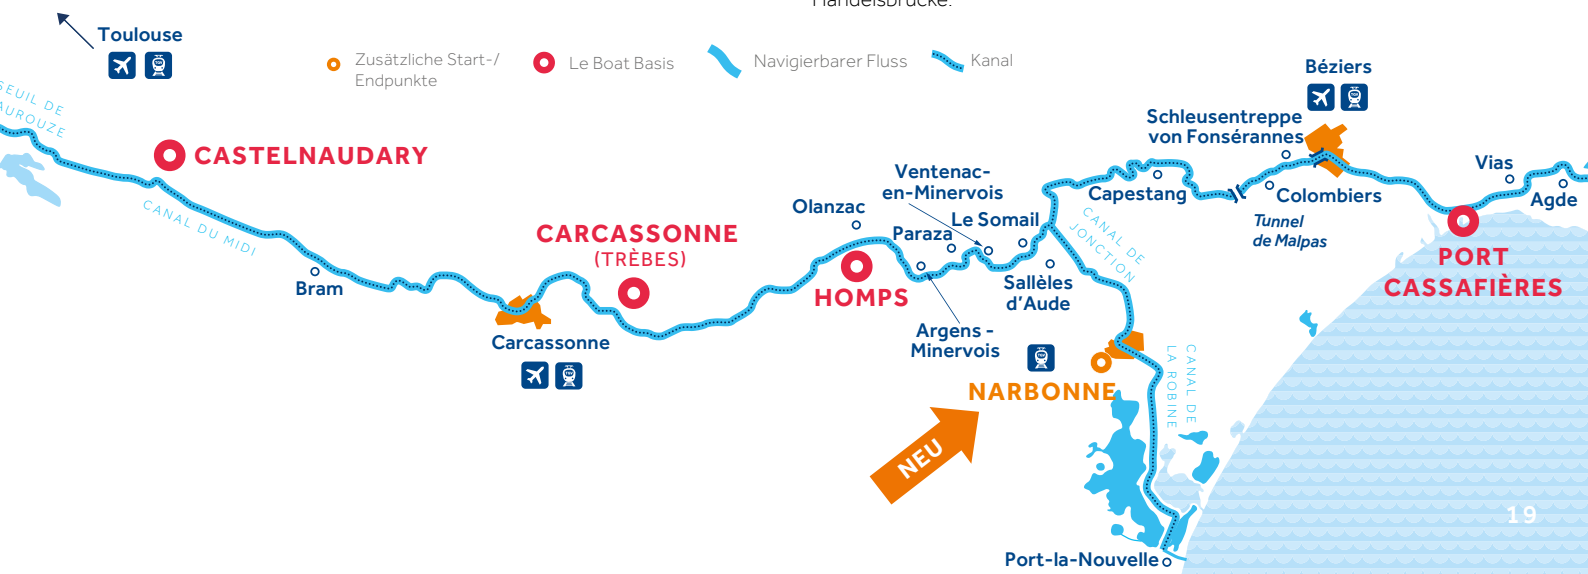 Handelsbrücke.
Toulouse
Zusätzliche Start-/
Endpunkte
Le Boat Basis
Navigierbarer Fluss
Kanal
Béziers
SEUIL DE
AUROUZE
Schleusentreppe
von Fonsérannes
CASTELNAUDARY
Ventenac-
en-Minervois
Vias
Capestang
Colombiers
Agde
CANAL DU MIDI
Olanzac
Le Somail
Paraza
CANAL DE
JONCTION
Tunnel
de Malpas
CARCASSONNE
(TRÈBES)
PORT
CASSAFIÈRES
Bram
HOMPS
Sallèles
d'Aude
Argens -
Minervois
Carcassonne
NARBONNE
CANAL DE
LA ROBINE
NEU
19
Port-la-Nouvelle